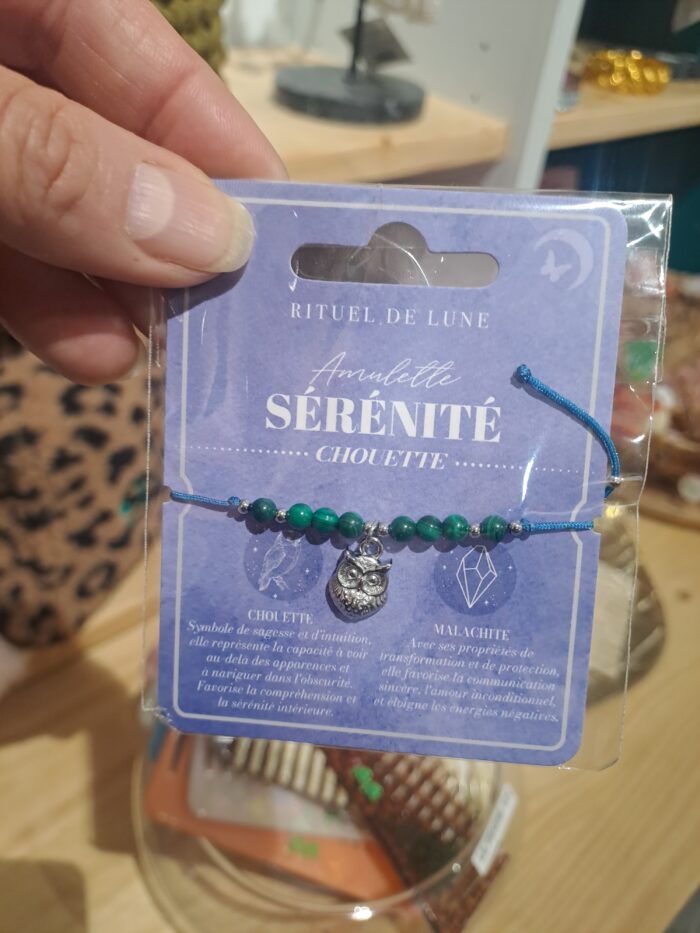 RITUEL DE LUNE
Amulette
SÉRÉNITÉ
CHOUETTE
CHOUETTE
Symbole de sagesse et d'intuition,
elle représente la capacité à voir
au-delà des apparences et
à naviguer dans l'obscurité.
Favorise la compréhension et
la sérénité intérieure.
MALACHITE
Avec ses propriétés de
transformation et de protection,
elle favorise la communication
sincère, l'amour inconditionnel,
et éloigne les énergies négatives.